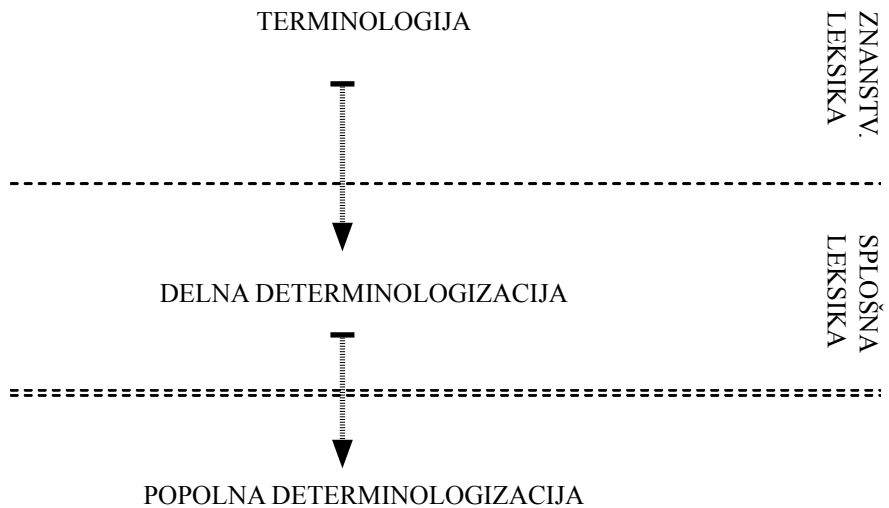 TERMINOLOGIJA
ZNANSTV.
LEKSIKA
DELNA DETERMINOLOGIZACIJA
SPLOŠNA
LEKSIKA
POPOLNA DETERMINOLOGIZACIJA